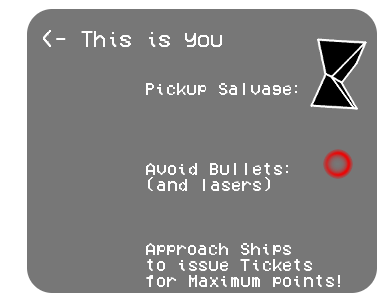 <- This is You
Pickup Salvage:
Avoid Bullets:
(and lasers)
Approach Ships
to issue Tickets
for Maximum points!